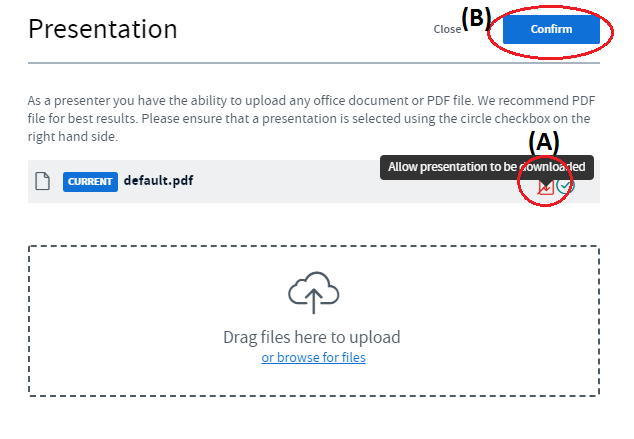 Presentation
Close
(B)
Confirm
As a presenter you have the ability to upload any office document or PDF file. We recommend PDF
file for best results. Please ensure that a presentation is selected using the circle checkbox on the
right hand side.
(A)
Allow presentation to be downloaded
CURRENT default.pdf
Drag files here to upload
or browse for files